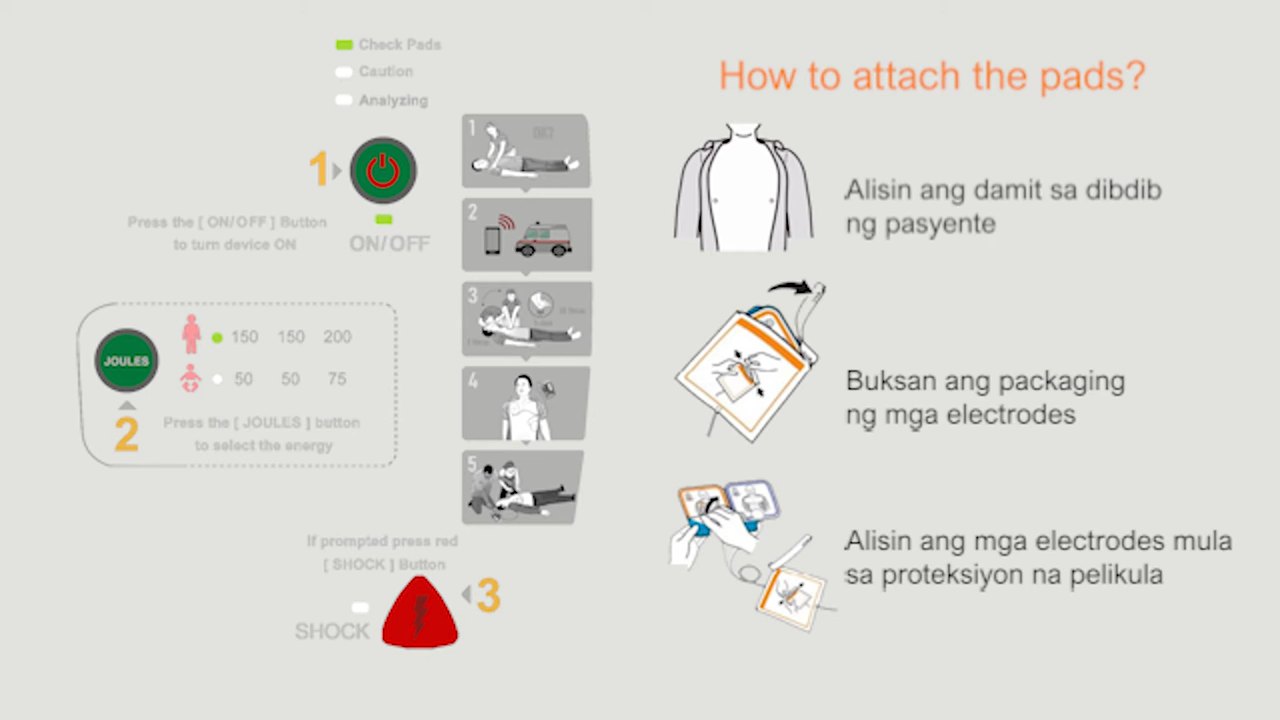 Check Pads
Caution
Analyzing
1
Press the [ ON/OFF ] Button
to turn device ON
ON/OFF
JOULES
150 150 200
50 50 75
2
Press the [ JOULES ] button
to select the energy
If prompted press red
[ SHOCK ] Button
3
SHOCK
1
2
3
4
5
How to attach the pads?
Alisin ang damit sa dibdib
ng pasyente
Buksan ang packaging
ng mga electrodes
Alisin ang mga electrodes mula
sa proteksiyon na pelikula